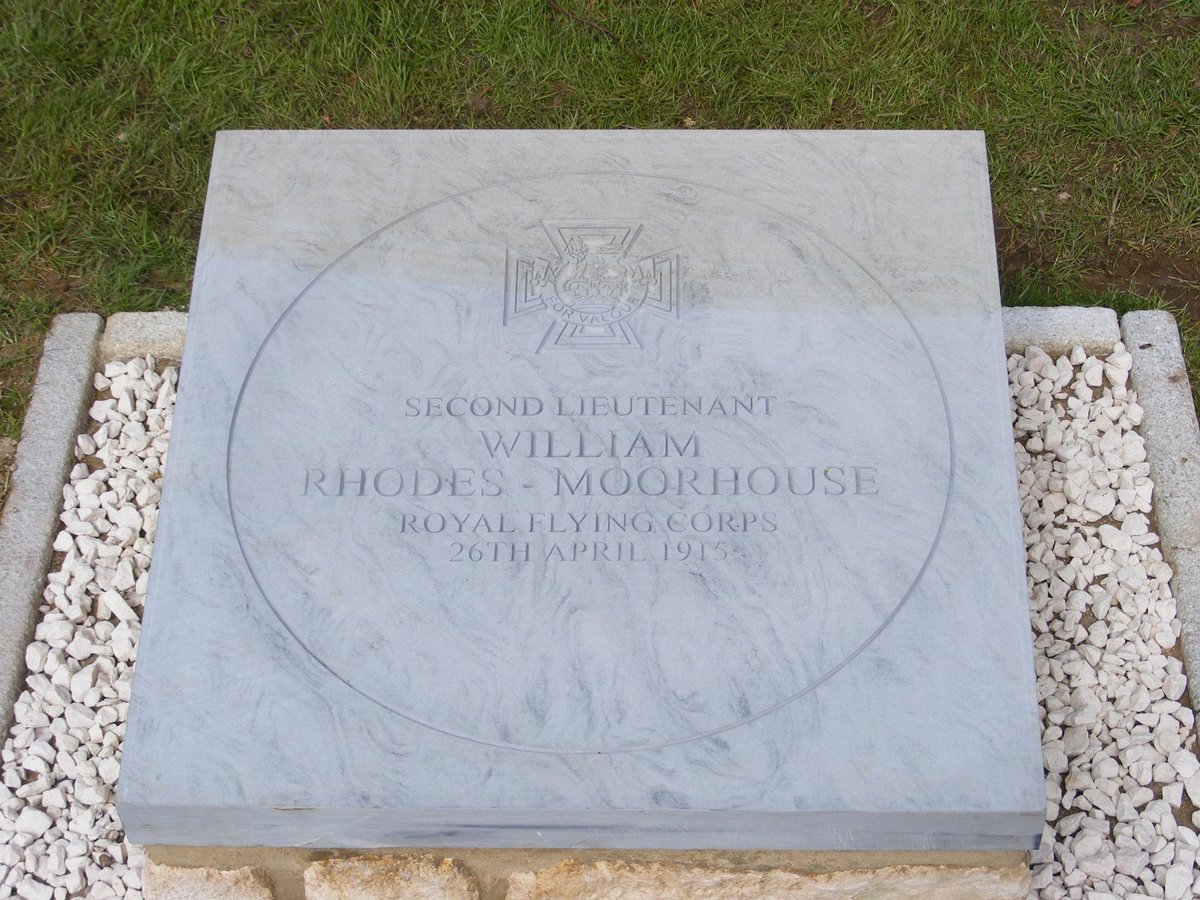 FOR VALOUR
SECOND LIEUTENANT
WILLIAM
RHODES - MOORHOUSE
ROYAL FLYING CORPS
26TH APRIL 1915